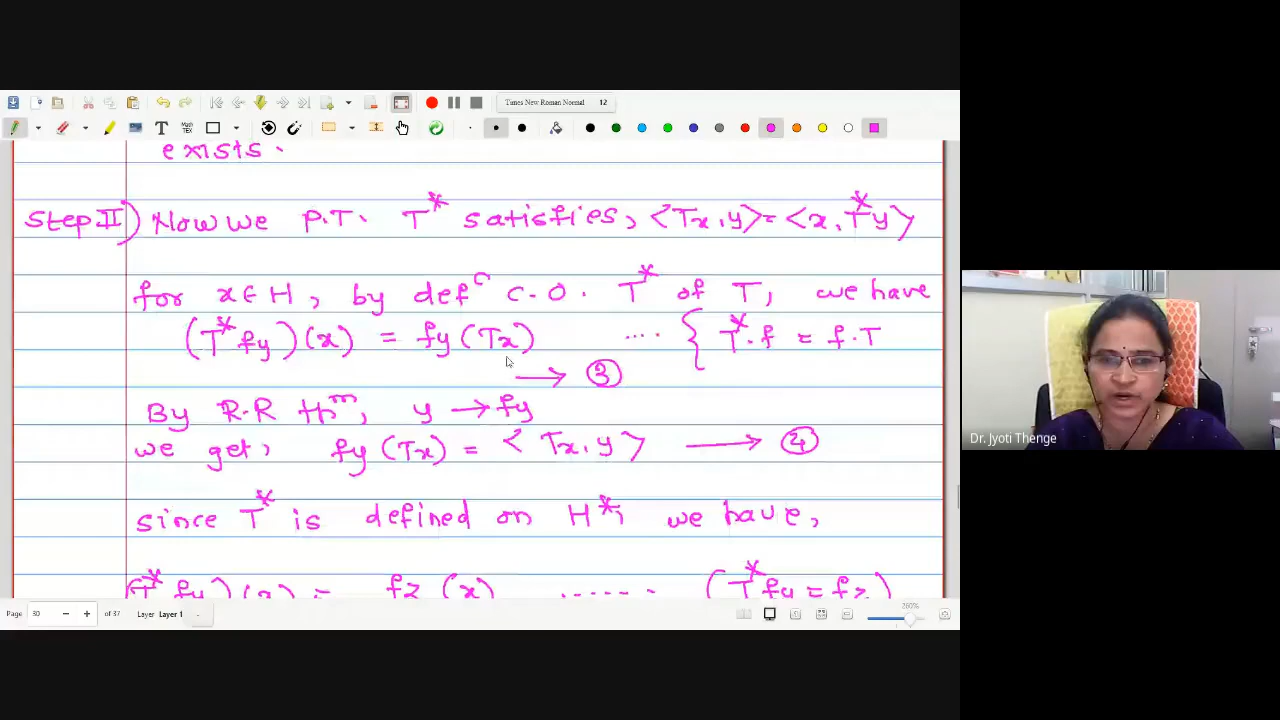 Times New Roman Normal 12
exists.
Step.II) Now we P.T. T* satisfies, <Tx, y> = <x, T*y>
for x ∈ H, by defⁿ C.O. T* of T, we have
(T* fy)(x) = fy(Tx) .... { T*.f = f.T
→ ③
By R.R thm, y → fy
we get, fy(Tx) = <Tx, y> → ④
since T* is defined on H*, we have,
(T* fy)(x) = fz(x) ...... (T*fy = fz)
Page 30 of 37 Layer Layer 1 260%
Dr. Jyoti Thenge